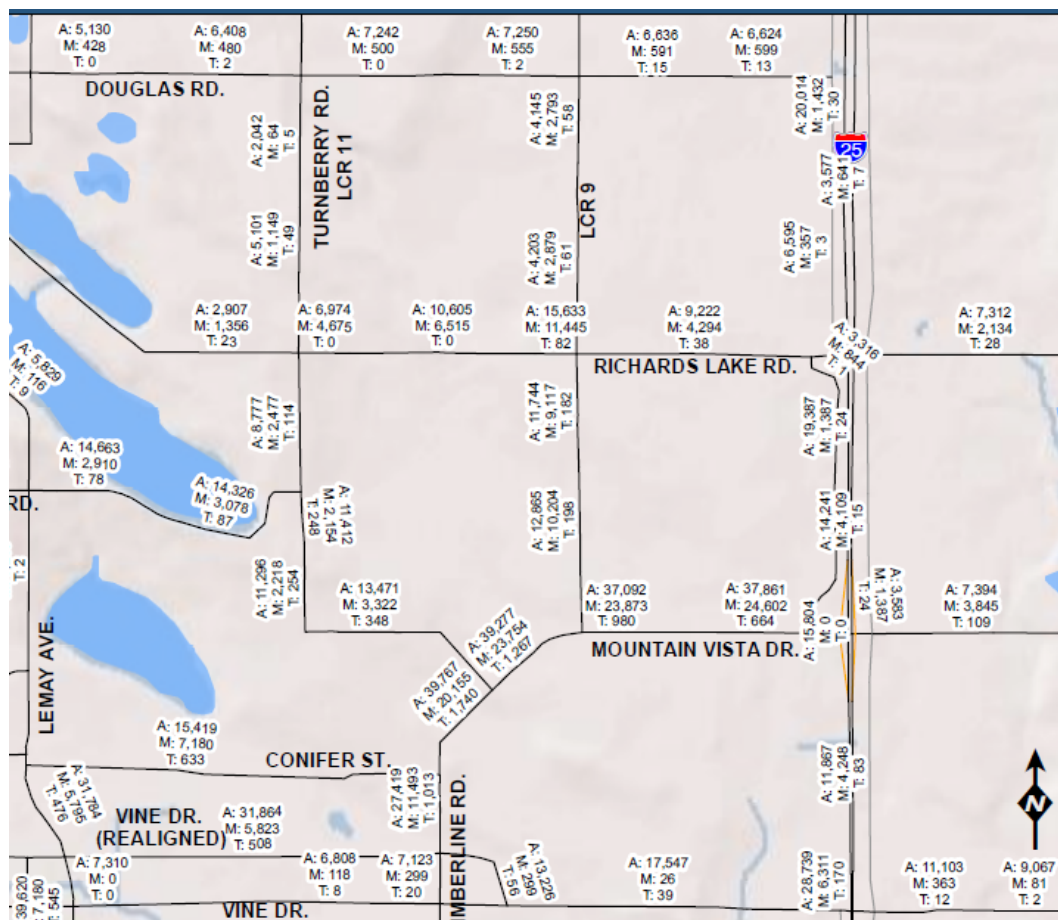 A: 5,130
M: 428
T: 0
A: 6,408
M: 480
T: 2
A: 7,242
M: 500
T: 0
A: 7,250
M: 555
T: 2
A: 6,636
M: 591
T: 15
A: 6,624
M: 599
T: 13
DOUGLAS RD.
A: 20,014
M: 1,432
T: 30
A: 2,042
M: 64
T: 5
TURNBERRY RD.
LCR 11
A: 4,145
M: 2,793
T: 58
25
A: 3,577
M: 641
T: 7
LCR 9
A: 5,101
M: 1,149
T: 49
A: 4,203
M: 2,879
T: 61
A: 6,595
M: 357
T: 3
A: 2,907
M: 1,356
T: 23
A: 6,974
M: 4,675
T: 0
A: 10,605
M: 6,515
T: 0
A: 15,633
M: 11,445
T: 82
A: 9,222
M: 4,294
T: 38
A: 7,312
M: 2,134
T: 28
A: 3,316
M: 844
T: 1
RICHARDS LAKE RD.
A: 5,829
M: 116
T: 9
A: 8,777
M: 2,477
T: 114
A: 11,744
M: 9,117
T: 182
A: 19,387
M: 1,387
T: 24
A: 14,663
M: 2,910
T: 78
A: 14,326
M: 3,078
T: 87
RD.
A: 11,412
M: 2,154
T: 248
A: 12,865
M: 10,204
T: 198
A: 14,241
M: 4,109
T: 15
T: 2
A: 11,296
M: 2,218
T: 254
A: 13,471
M: 3,322
T: 348
A: 37,092
M: 23,873
T: 980
A: 37,861
M: 24,602
T: 664
A: 3,583
M: 1,387
T: 24
A: 7,394
M: 3,845
T: 109
A: 15,804
M: 0
T: 0
A: 39,277
M: 23,754
T: 1,267
MOUNTAIN VISTA DR.
LEMAY AVE.
A: 39,767
M: 20,155
T: 1,740
A: 15,419
M: 7,180
T: 633
CONIFER ST.
A: 11,867
M: 4,248
T: 83
A: 31,784
M: 5,795
T: 476
A: 27,419
M: 11,493
T: 1,013
N
VINE DR.
(REALIGNED)
A: 31,864
M: 5,823
T: 508
IMBERLINE RD.
A: 7,310
M: 0
T: 0
A: 6,808
M: 118
T: 8
A: 7,123
M: 299
T: 20
A: 13,226
M: 299
T: 56
A: 17,547
M: 26
T: 39
A: 28,739
M: 6,311
T: 170
A: 11,103
M: 363
T: 12
A: 9,067
M: 81
T: 2
39,620
7,180
545
VINE DR.